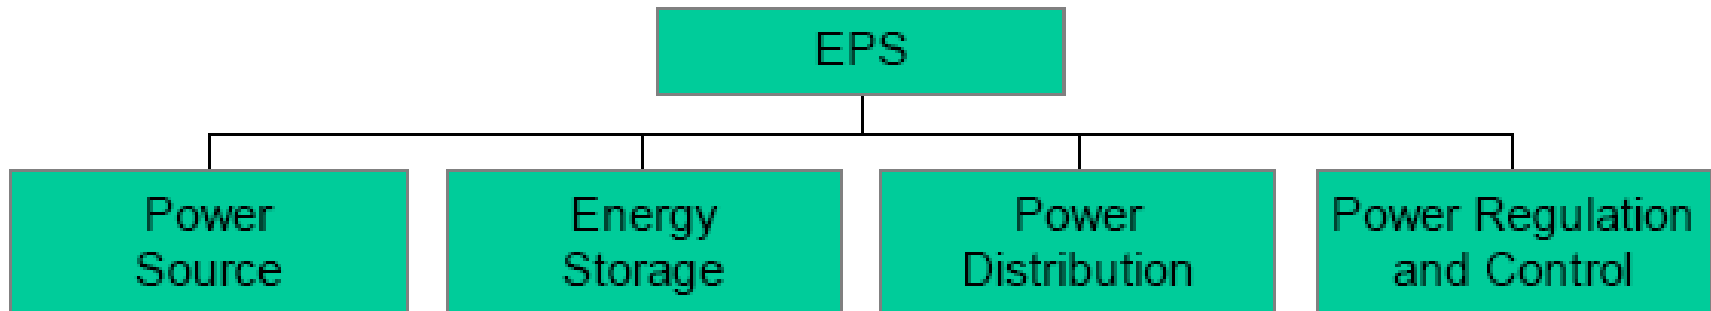 EPS
Power
Source
Energy
Storage
Power
Distribution
Power Regulation
and Control